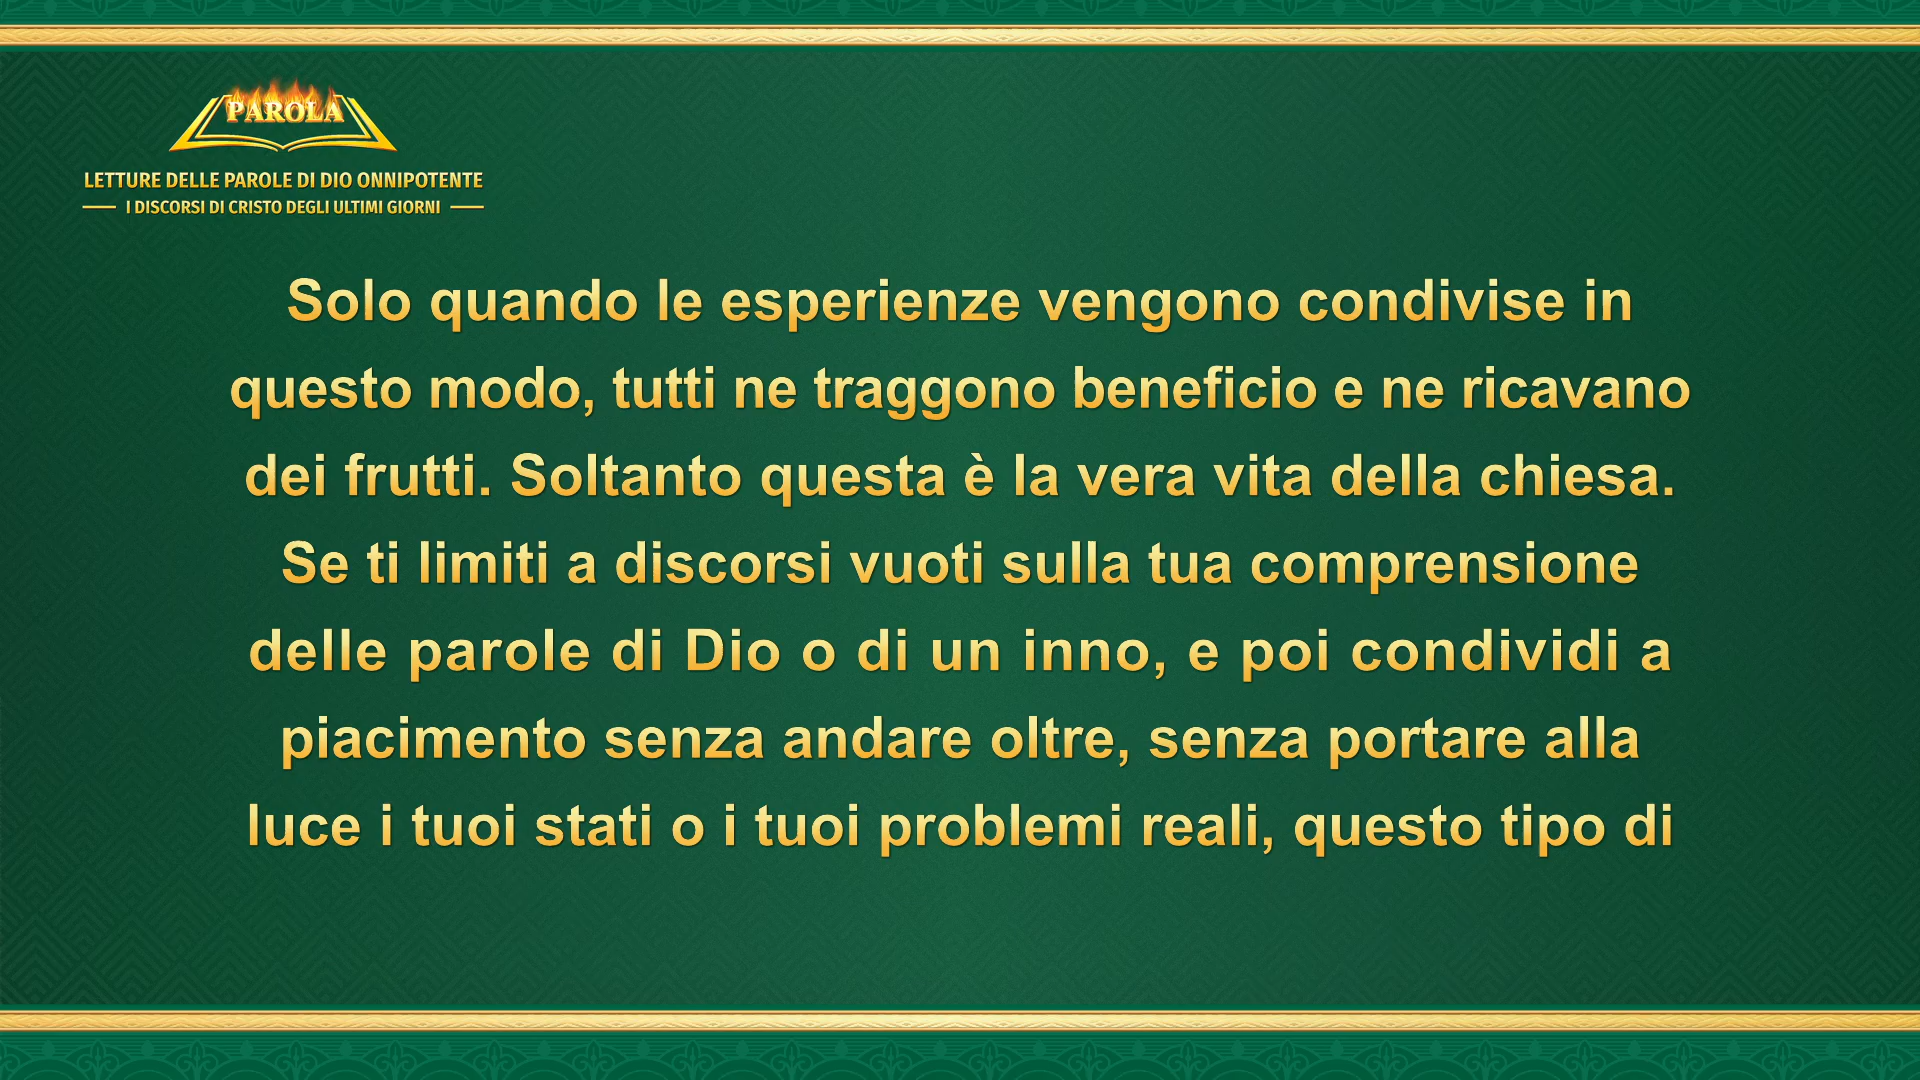 PAROLA
LETTURE DELLE PAROLE DI DIO ONNIPOTENTE
I DISCORSI DI CRISTO DEGLI ULTIMI GIORNI
Solo quando le esperienze vengono condivise in
questo modo, tutti ne traggono beneficio e ne ricavano
dei frutti. Soltanto questa è la vera vita della chiesa.
Se ti limiti a discorsi vuoti sulla tua comprensione
delle parole di Dio o di un inno, e poi condividi a
piacimento senza andare oltre, senza portare alla
luce i tuoi stati o i tuoi problemi reali, questo tipo di